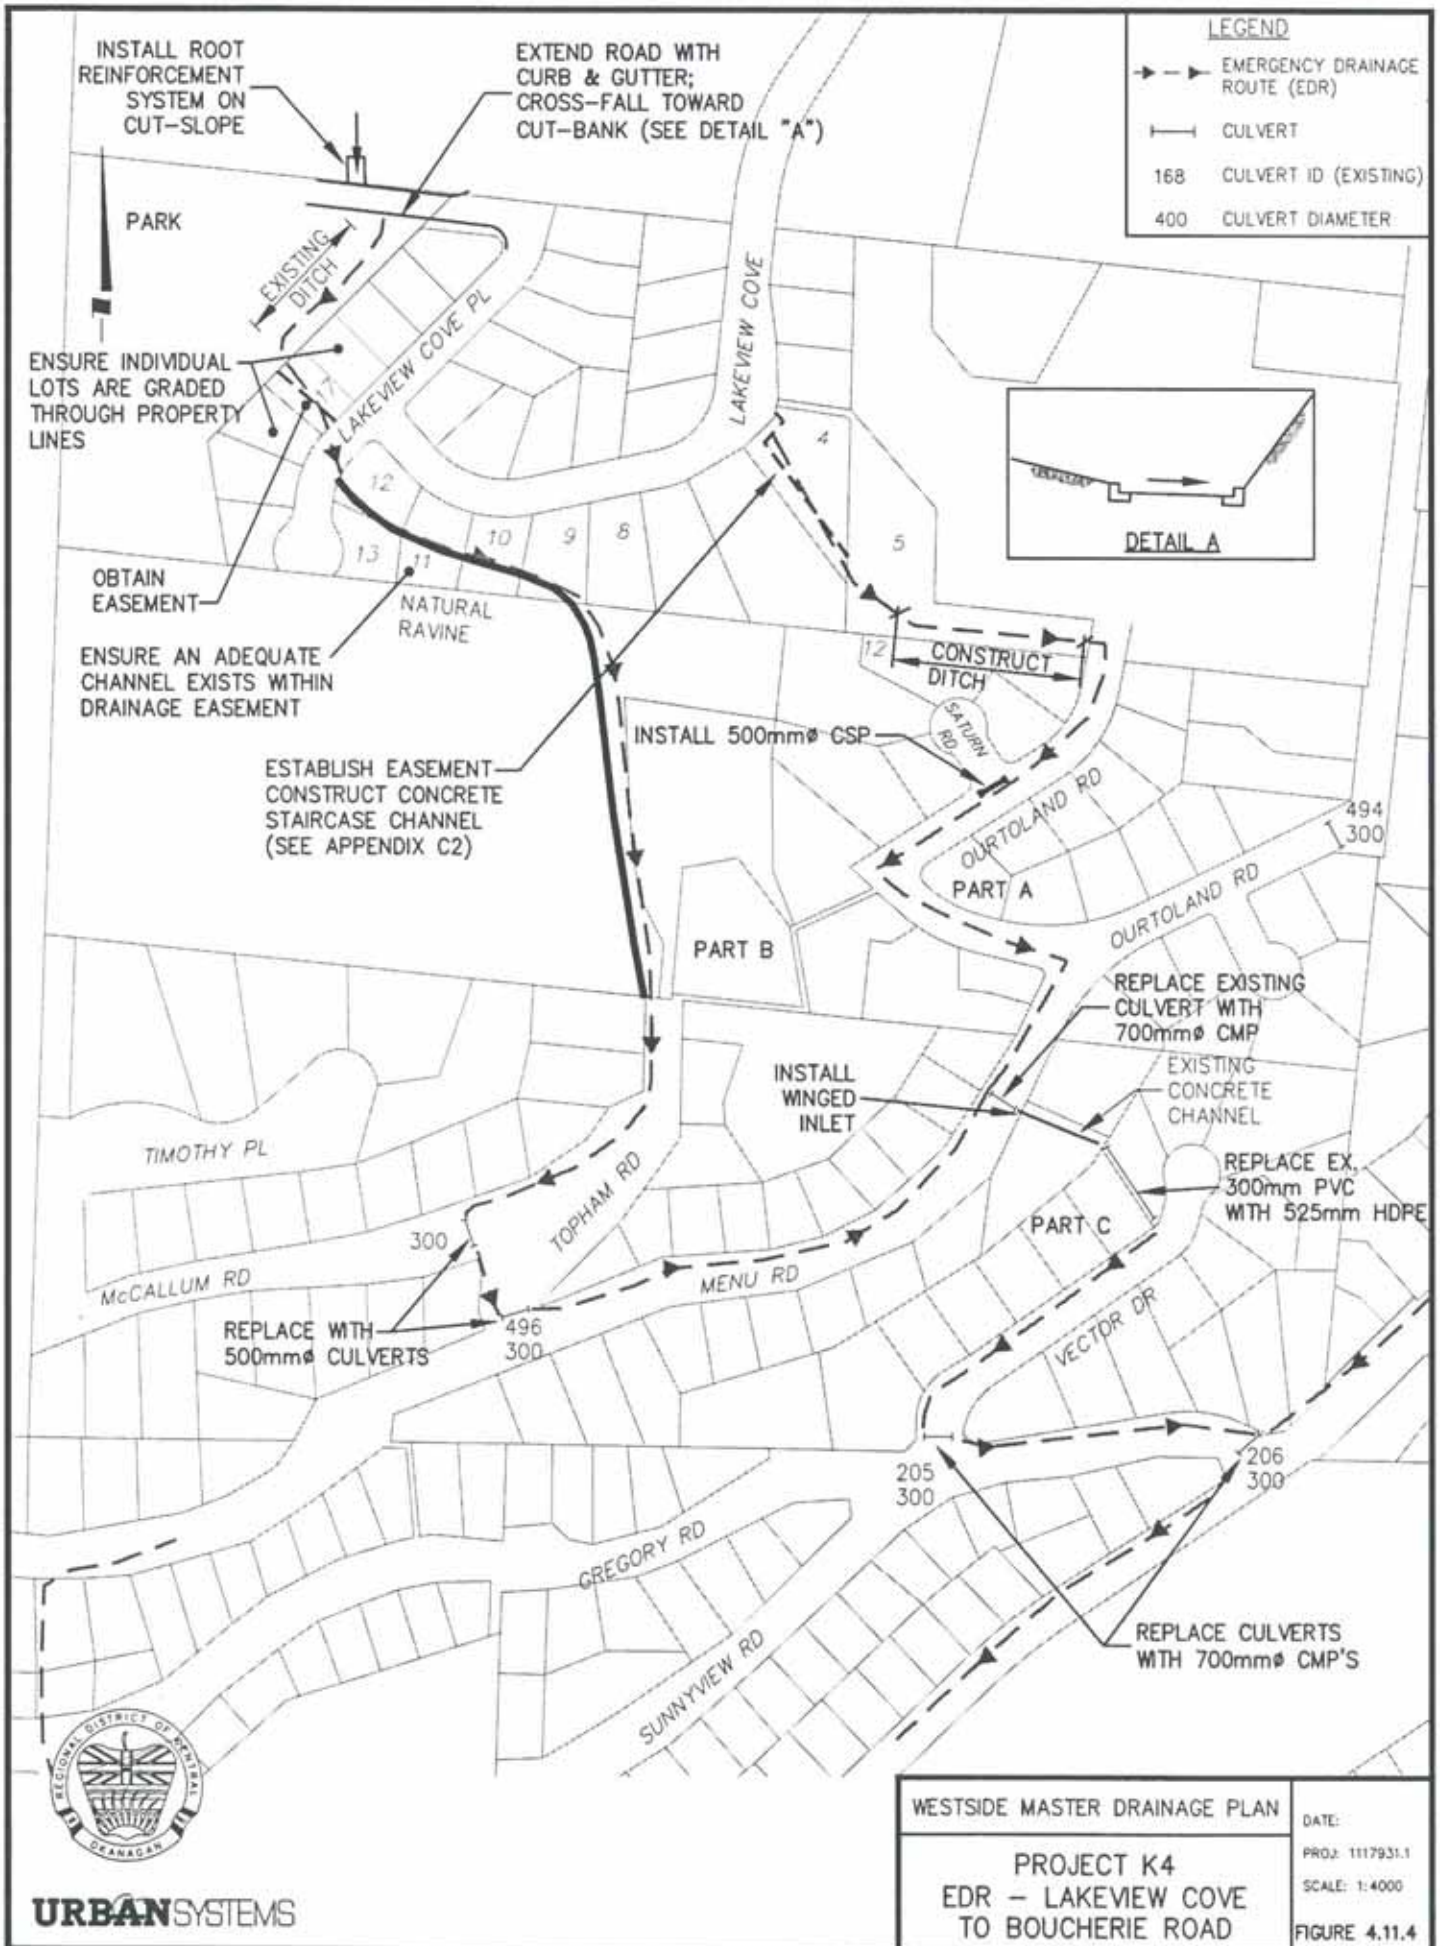 INSTALL ROOT
REINFORCEMENT
SYSTEM ON
CUT-SLOPE
EXTEND ROAD WITH
CURB & GUTTER;
CROSS-FALL TOWARD
CUT-BANK (SEE DETAIL "A")
LEGEND
EMERGENCY DRAINAGE
ROUTE (EDR)
CULVERT
168 CULVERT ID (EXISTING)
400 CULVERT DIAMETER
PARK
EXISTING
DITCH
LAKEVIEW COVE PL
LAKEVIEW COVE
ENSURE INDIVIDUAL
LOTS ARE GRADED
THROUGH PROPERTY
LINES
17
12
13
11
10
9
8
4
5
DETAIL A
OBTAIN
EASEMENT
NATURAL
RAVINE
ENSURE AN ADEQUATE
CHANNEL EXISTS WITHIN
DRAINAGE EASEMENT
12
CONSTRUCT
DITCH
SATURN
RD
INSTALL 500mmø CSP
ESTABLISH EASEMENT
CONSTRUCT CONCRETE
STAIRCASE CHANNEL
(SEE APPENDIX C2)
OURTOLAND RD
494
300
PART A
OURTOLAND RD
PART B
REPLACE EXISTING
CULVERT WITH
700mmø CMP
INSTALL
WINGED
INLET
EXISTING
CONCRETE
CHANNEL
TIMOTHY PL
REPLACE EX.
300mm PVC
WITH 525mm HDPE
TOPHAM RD
PART C
300
McCALLUM RD
MENU RD
VECTOR DR
REPLACE WITH
500mmø CULVERTS
496
300
205
300
206
300
GREGORY RD
SUNNYVIEW RD
REPLACE CULVERTS
WITH 700mmø CMP'S
REGIONAL DISTRICT OF CENTRAL
OKANAGAN
URBANSYSTEMS
WESTSIDE MASTER DRAINAGE PLAN
PROJECT K4
EDR – LAKEVIEW COVE
TO BOUCHERIE ROAD
DATE:
PROJ: 1117931.1
SCALE: 1:4000
FIGURE 4.11.4